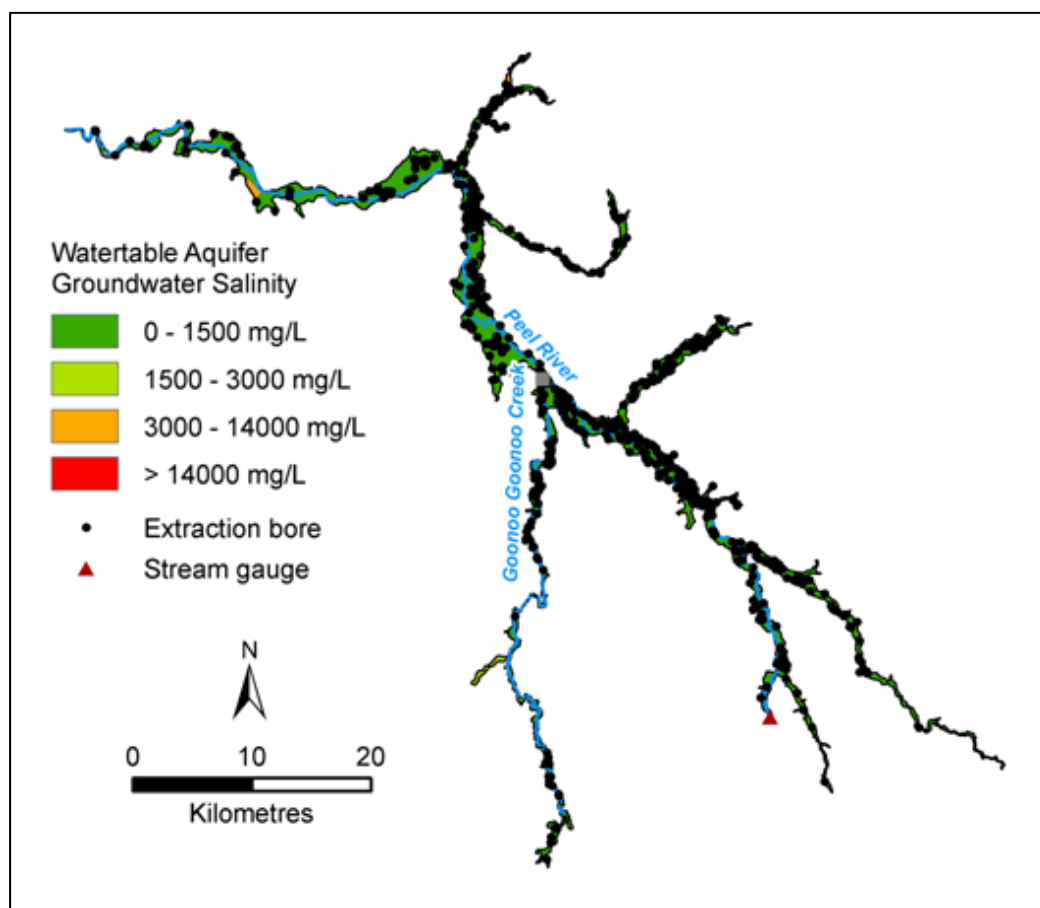 Peel River
Goonoo Goonoo Creek
Watertable Aquifer
Groundwater Salinity
0 - 1500 mg/L
1500 - 3000 mg/L
3000 - 14000 mg/L
> 14000 mg/L
Extraction bore
Stream gauge
N
0 10 20
Kilometres